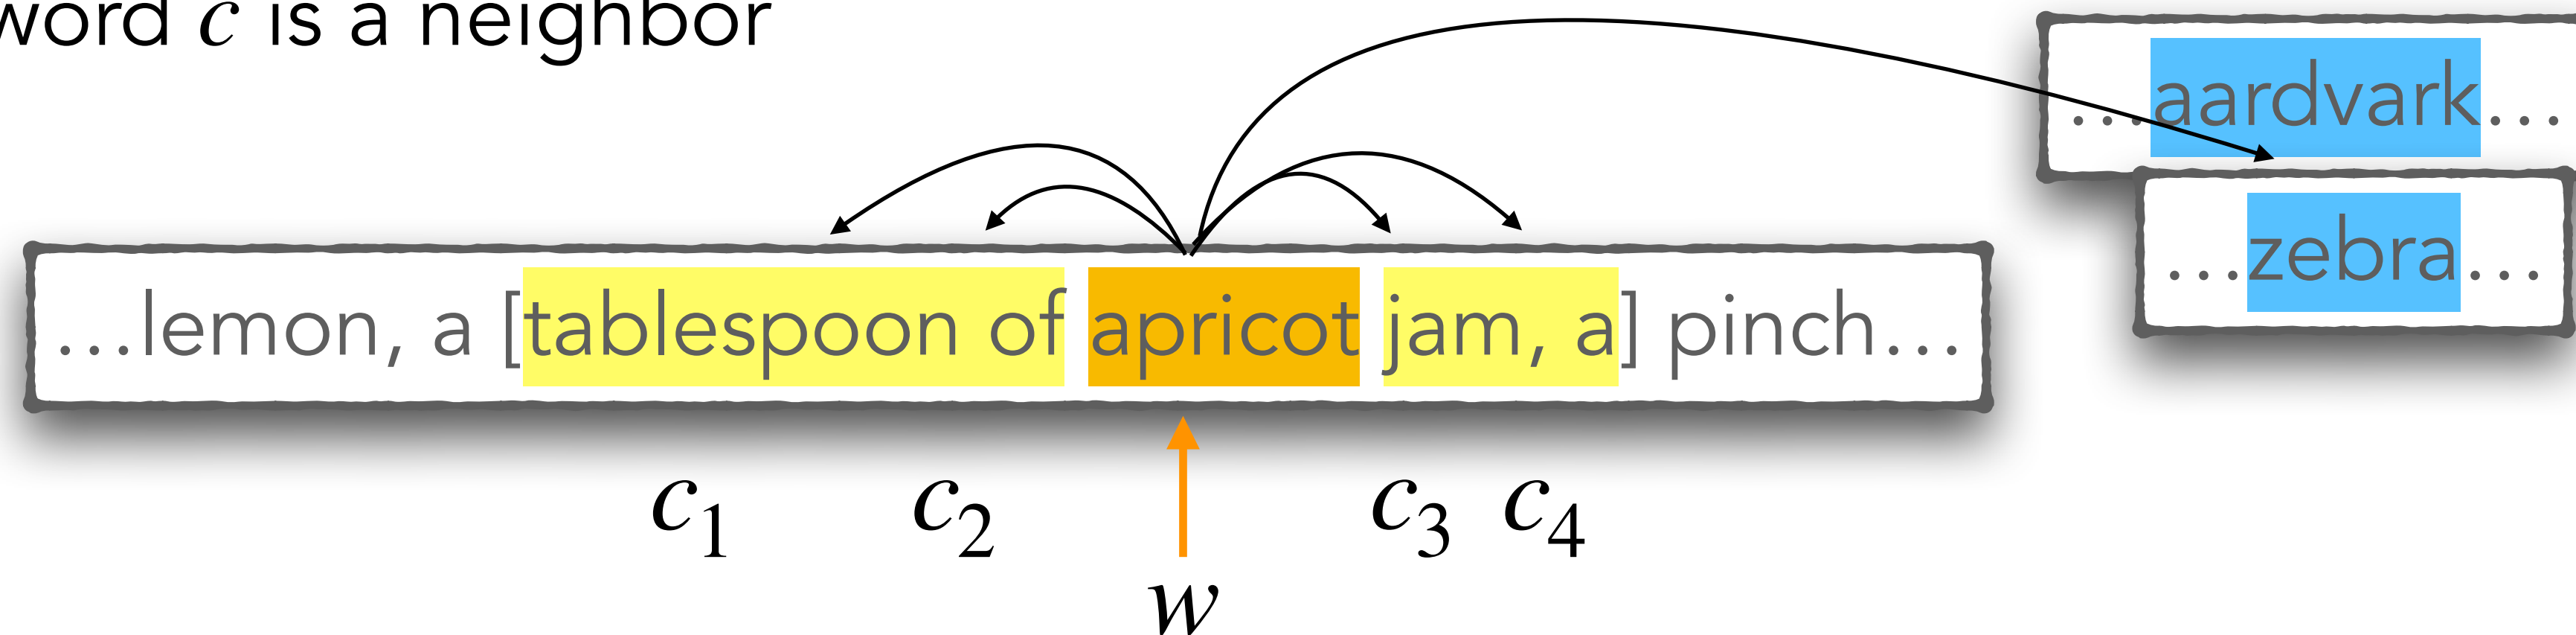 word c is a neighbor
...aardvark...
...zebra...
...lemon, a [tablespoon of apricot jam, a] pinch...
c₁ c₂ c₃ c₄
w